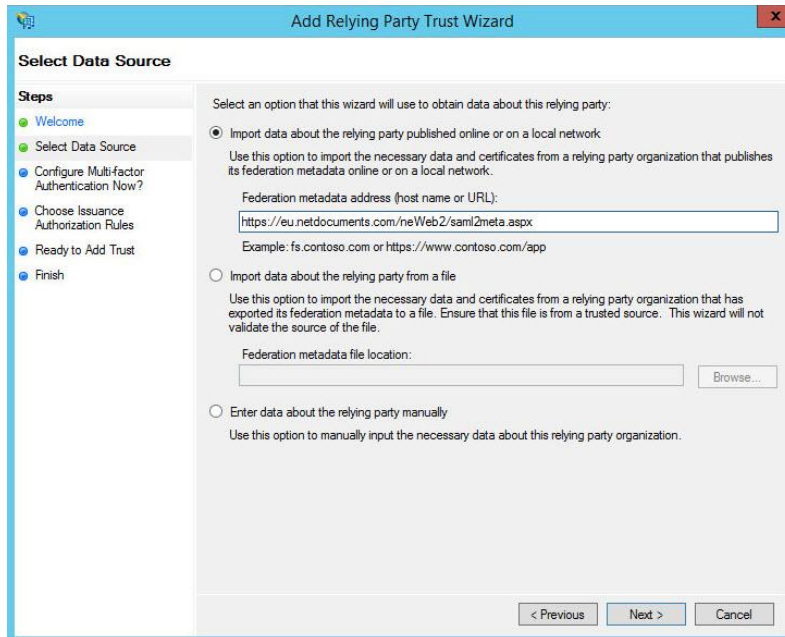 Add Relying Party Trust Wizard
x
Select Data Source
Steps
Welcome
Select Data Source
Configure Multi-factor
Authentication Now?
Choose Issuance
Authorization Rules
Ready to Add Trust
Finish
Select an option that this wizard will use to obtain data about this relying party:
Import data about the relying party published online or on a local network
Use this option to import the necessary data and certificates from a relying party organization that publishes
its federation metadata online or on a local network.
Federation metadata address (host name or URL):
https://eu.netdocuments.com/neWeb2/saml2meta.aspx
Example: fs.contoso.com or https://www.contoso.com/app
Import data about the relying party from a file
Use this option to import the necessary data and certificates from a relying party organization that has
exported its federation metadata to a file. Ensure that this file is from a trusted source. This wizard will not
validate the source of the file.
Federation metadata file location:
Browse...
Enter data about the relying party manually
Use this option to manually input the necessary data about this relying party organization.
< Previous
Next >
Cancel